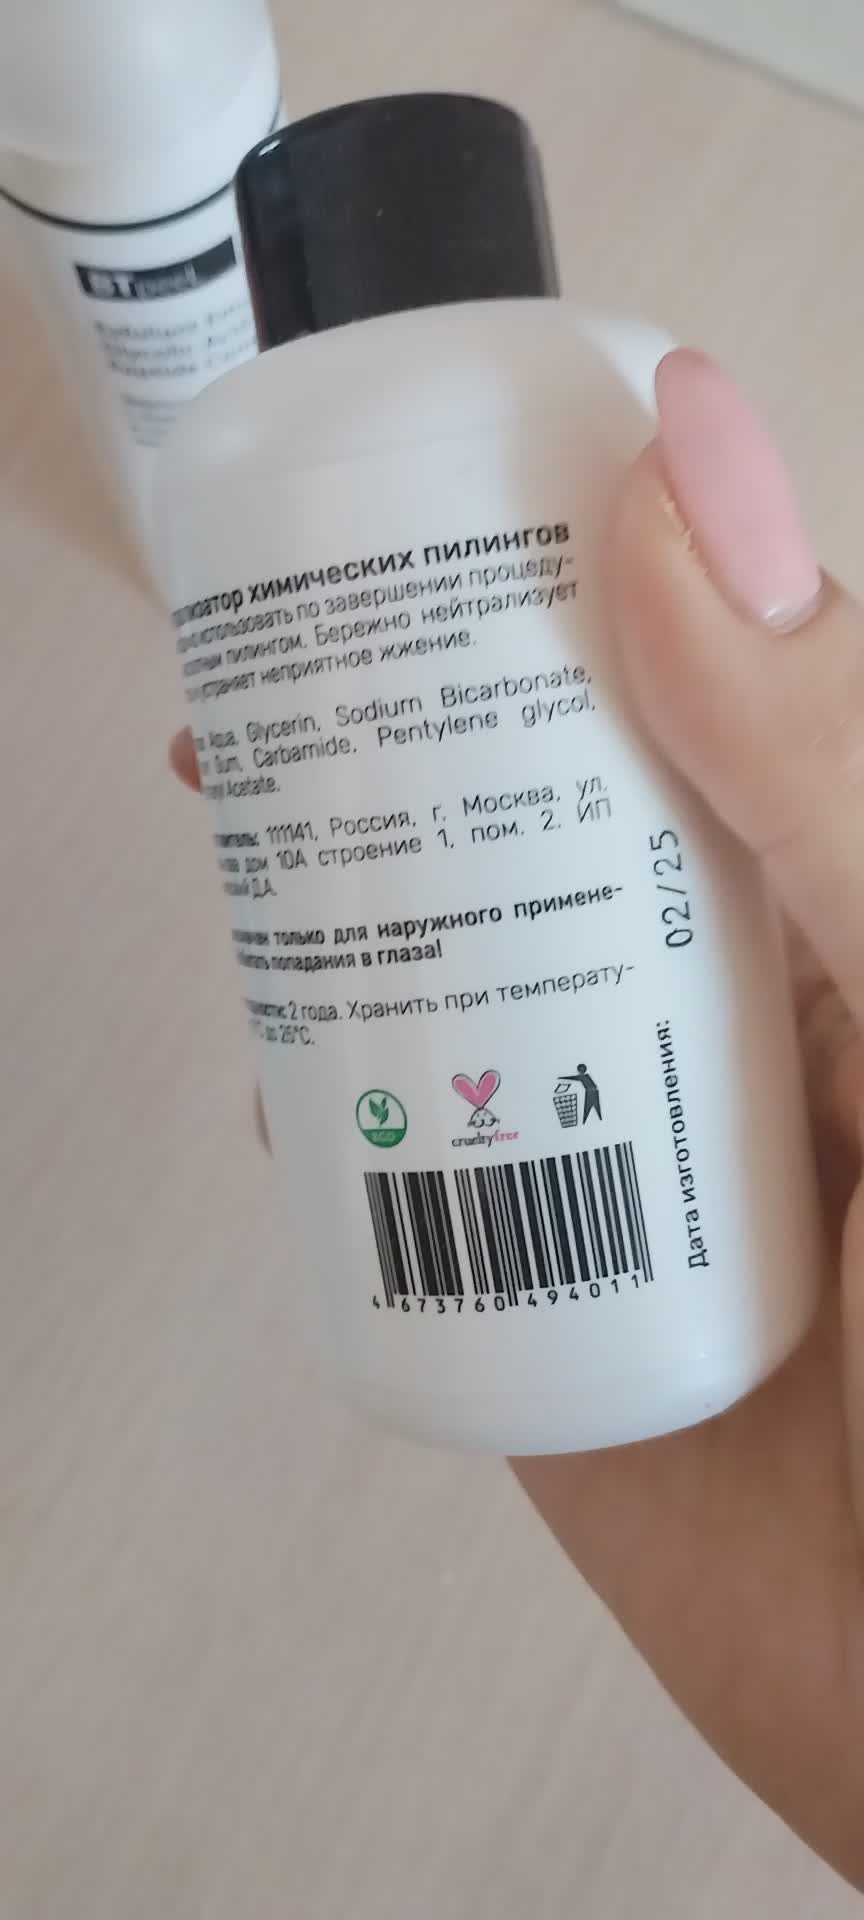 BTpeel
химических пилингов
использовать по завершении процеду-
пилингом. Бережно нейтрализует
устраняет неприятное жжение.
Aqua, Glycerin, Sodium Bicarbonate,
Gum, Carbamide, Pentylene glycol,
Acetate.
111141, Россия, г. Москва, ул.
дом 10А строение 1, пом. 2. ИП
Д.А.
только для наружного примене-
попадания в глаза!
2 года. Хранить при температу-
до 25°C.
ECO
crueltyfree
4 673760 494011
Дата изготовления: 02/25